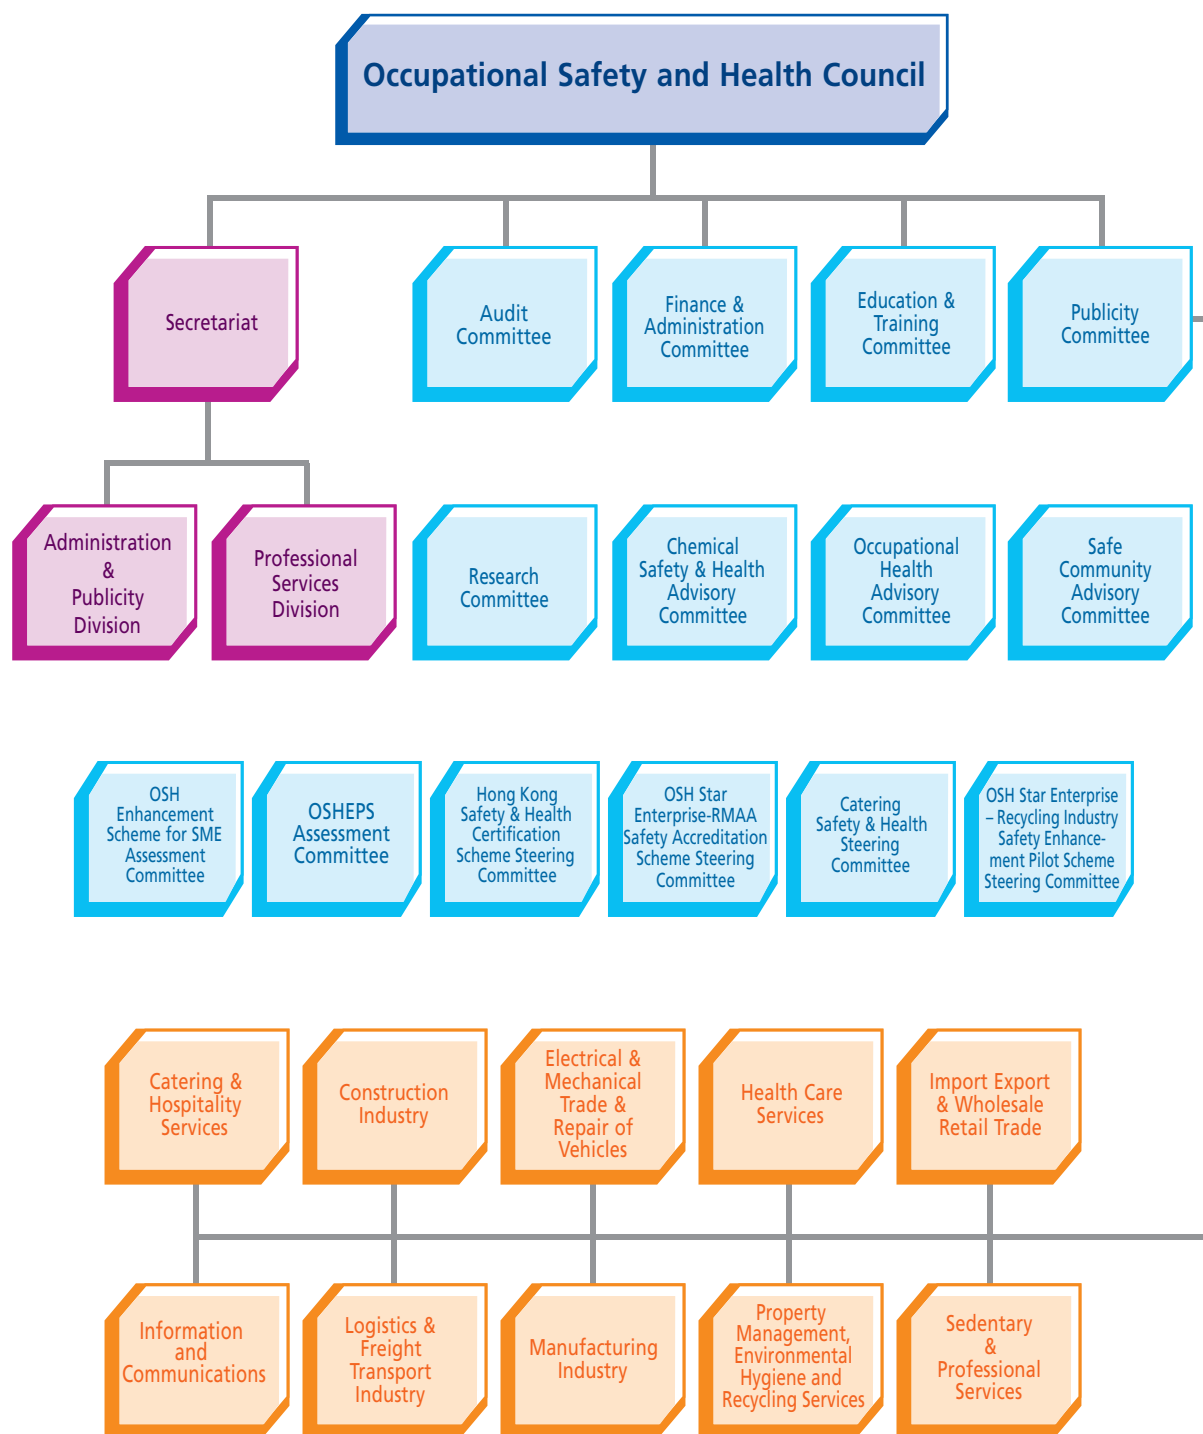 Occupational Safety and Health Council
Secretariat
Audit
Committee
Finance &
Administration
Committee
Education &
Training
Committee
Publicity
Committee
Administration
&
Publicity
Division
Professional
Services
Division
Research
Committee
Chemical
Safety & Health
Advisory
Committee
Occupational
Health
Advisory
Committee
Safe
Community
Advisory
Committee
OSH
Enhancement
Scheme for SME
Assessment
Committee
OSHEPS
Assessment
Committee
Hong Kong
Safety & Health
Certification
Scheme Steering
Committee
OSH Star
Enterprise-RMAA
Safety Accreditation
Scheme Steering
Committee
Catering
Safety & Health
Steering
Committee
OSH Star Enterprise
– Recycling Industry
Safety Enhance-
ment Pilot Scheme
Steering Committee
Catering &
Hospitality
Services
Construction
Industry
Electrical &
Mechanical
Trade &
Repair of
Vehicles
Health Care
Services
Import Export
& Wholesale
Retail Trade
Information
and
Communications
Logistics &
Freight
Transport
Industry
Manufacturing
Industry
Property
Management,
Environmental
Hygiene and
Recycling Services
Sedentary
&
Professional
Services